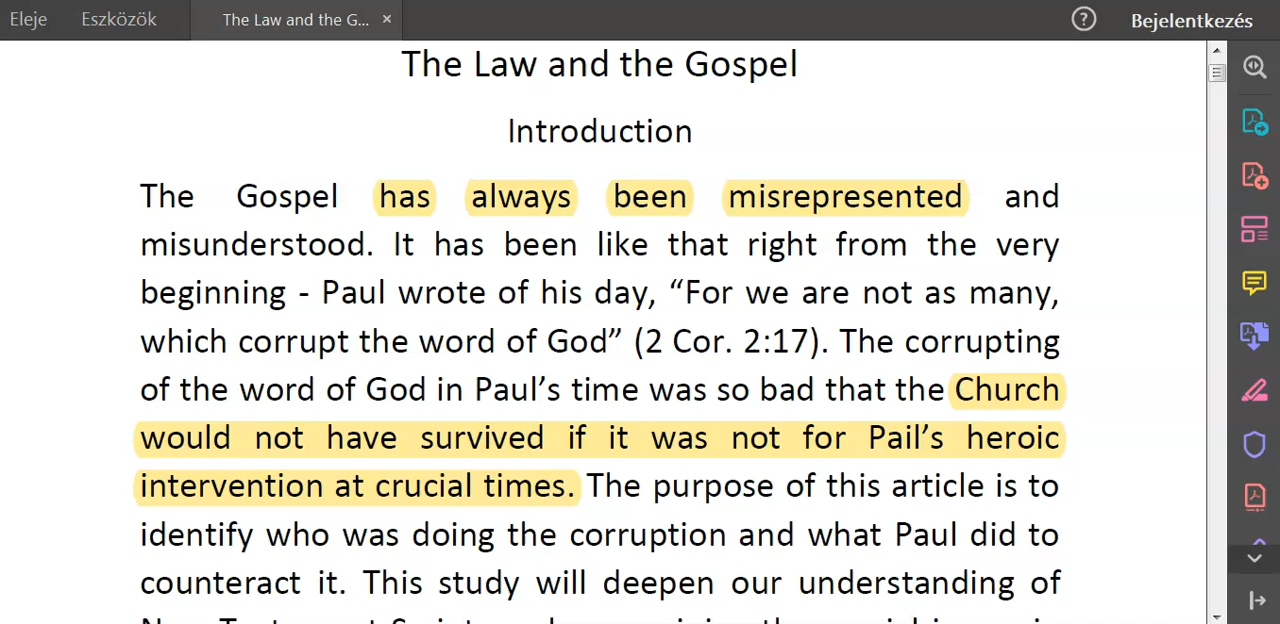 Eleje Eszközök The Law and the G... × ? Bejelentkezés
The Law and the Gospel
Introduction
The Gospel has always been misrepresented and
misunderstood. It has been like that right from the very
beginning - Paul wrote of his day, “For we are not as many,
which corrupt the word of God” (2 Cor. 2:17). The corrupting
of the word of God in Paul’s time was so bad that the Church
would not have survived if it was not for Pail’s heroic
intervention at crucial times. The purpose of this article is to
identify who was doing the corruption and what Paul did to
counteract it. This study will deepen our understanding of